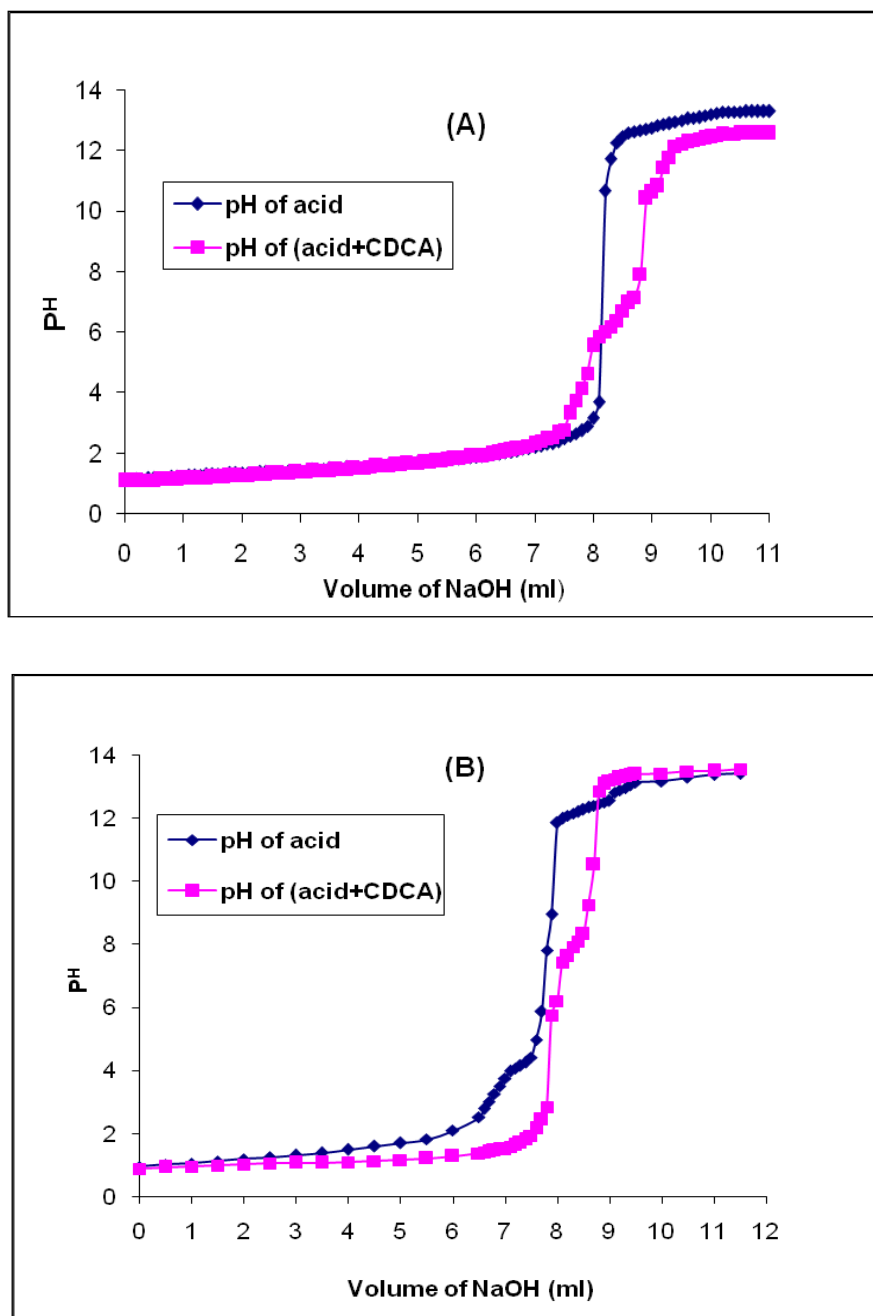 (A)
14
12
10
8
6
4
2
0
P^H
pH of acid
pH of (acid+CDCA)
0 1 2 3 4 5 6 7 8 9 10 11
Volume of NaOH (ml)
(B)
14
12
10
8
6
4
2
0
P^H
pH of acid
pH of (acid+CDCA)
0 1 2 3 4 5 6 7 8 9 10 11 12
Volume of NaOH (ml)